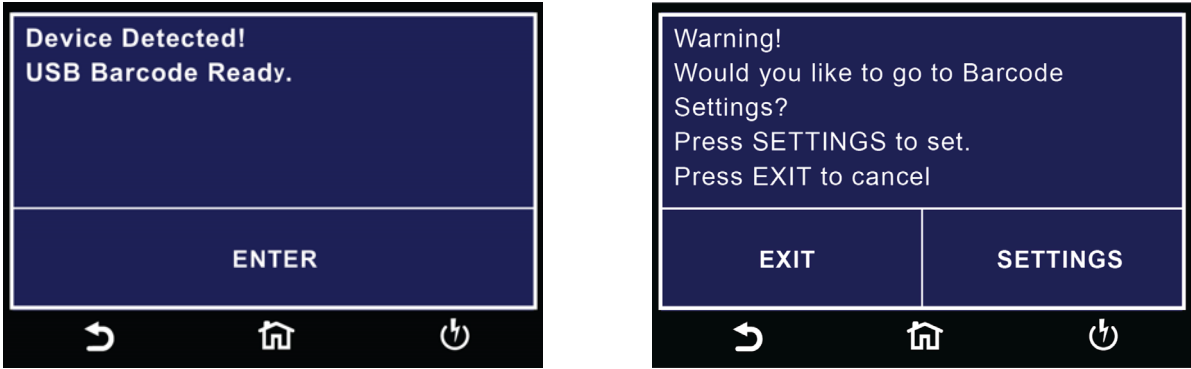 Device Detected!
USB Barcode Ready.
ENTER
Warning!
Would you like to go to Barcode
Settings?
Press SETTINGS to set.
Press EXIT to cancel
EXIT
SETTINGS